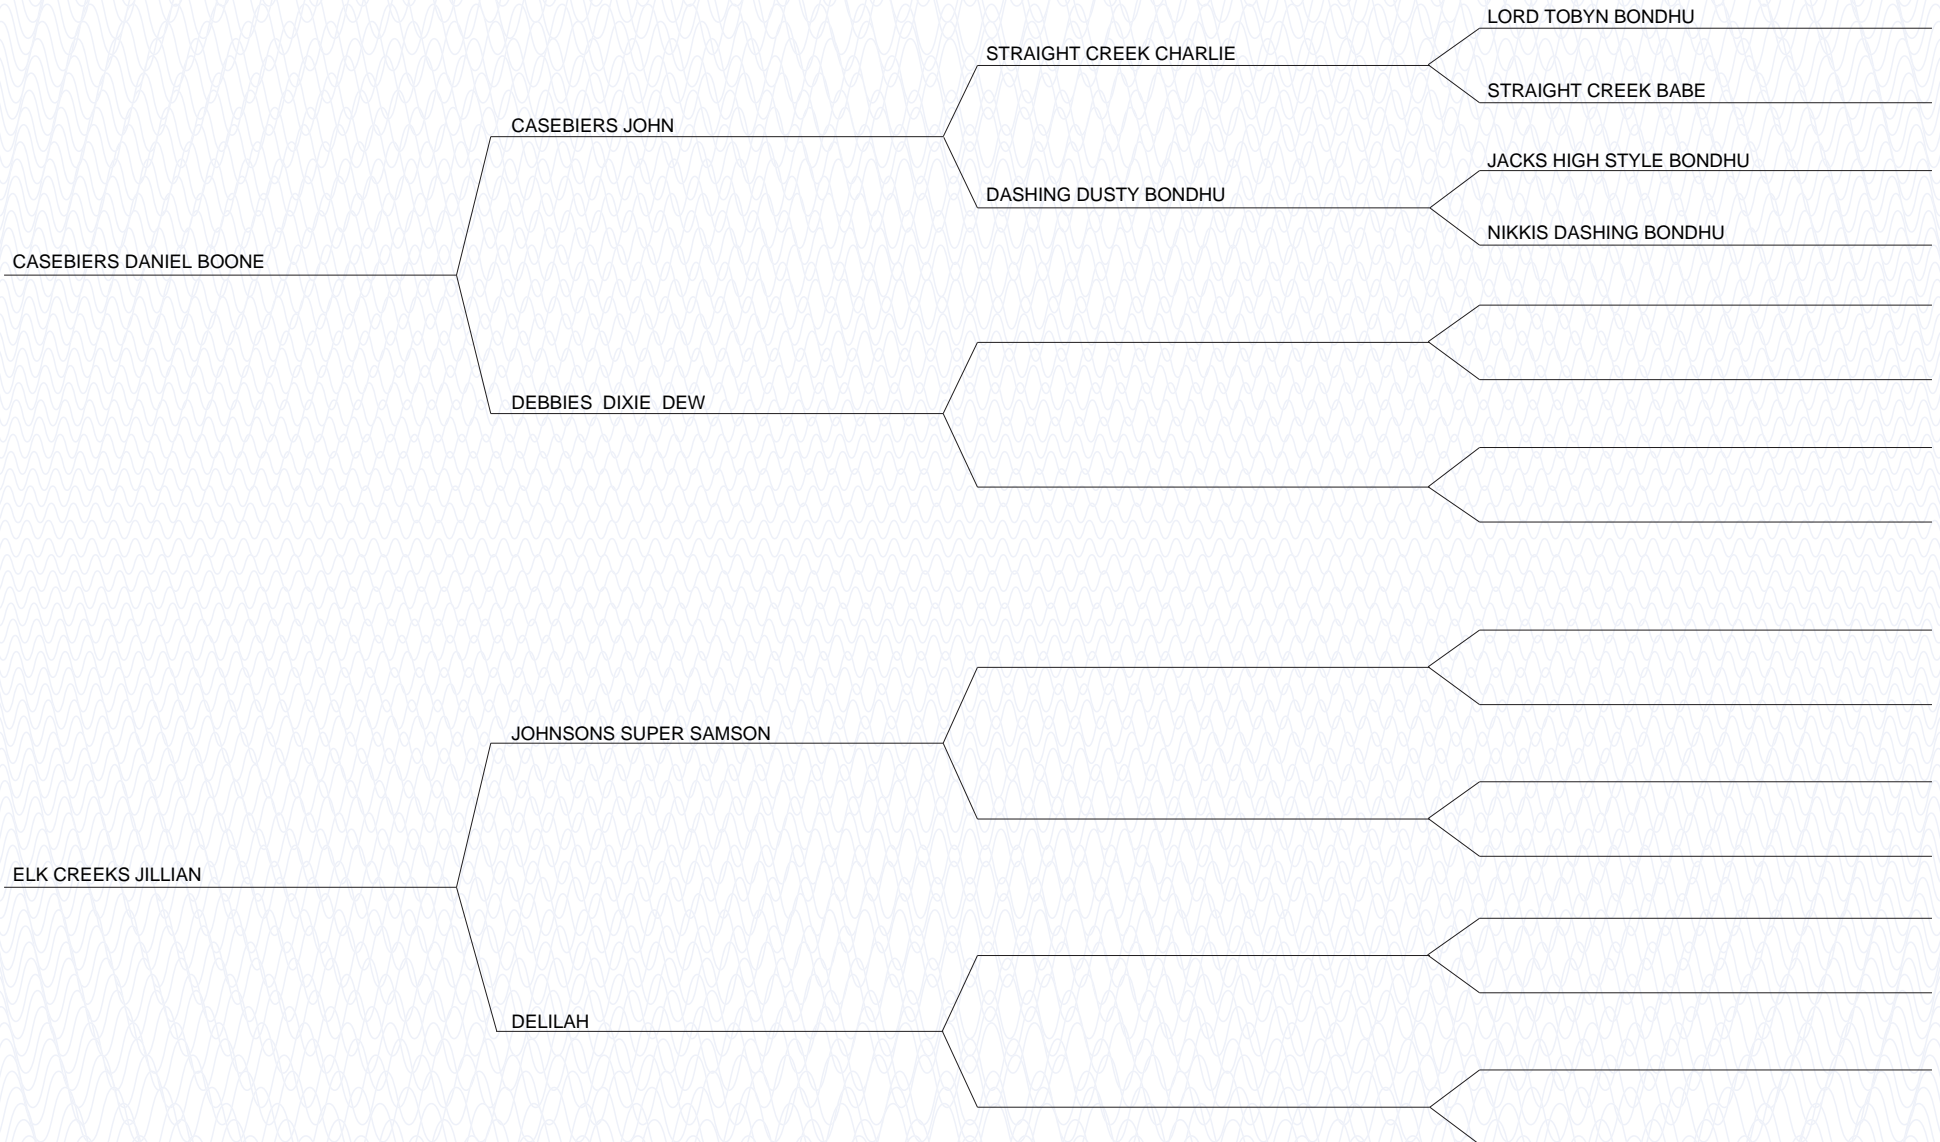 LORD TOBYN BONDHU
STRAIGHT CREEK CHARLIE
STRAIGHT CREEK BABE
CASEBIERS JOHN
JACKS HIGH STYLE BONDHU
DASHING DUSTY BONDHU
NIKKIS DASHING BONDHU
CASEBIERS DANIEL BOONE
DEBBIES  DIXIE  DEW
JOHNSONS SUPER SAMSON
ELK CREEKS JILLIAN
DELILAH